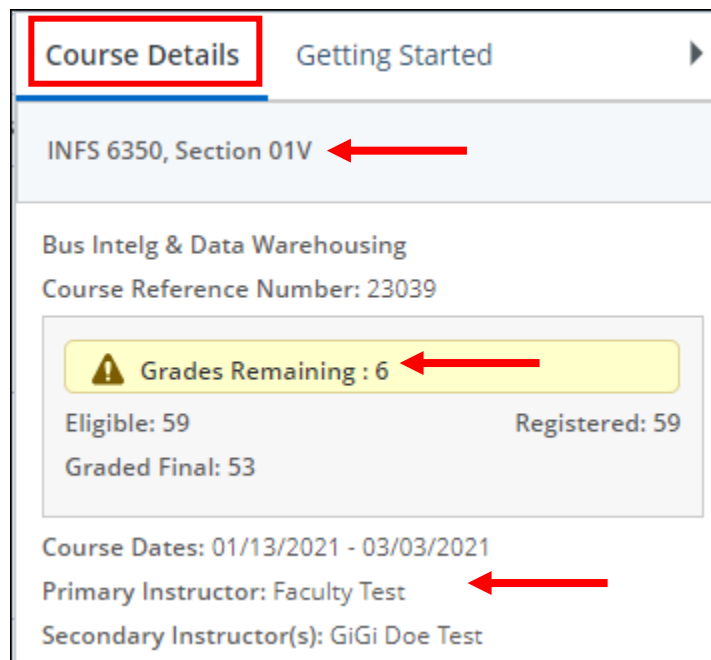 Course Details Getting Started
INFS 6350, Section 01V
Bus Intelg & Data Warehousing
Course Reference Number: 23039
Grades Remaining : 6
Eligible: 59 Registered: 59
Graded Final: 53
Course Dates: 01/13/2021 - 03/03/2021
Primary Instructor: Faculty Test
Secondary Instructor(s): GiGi Doe Test